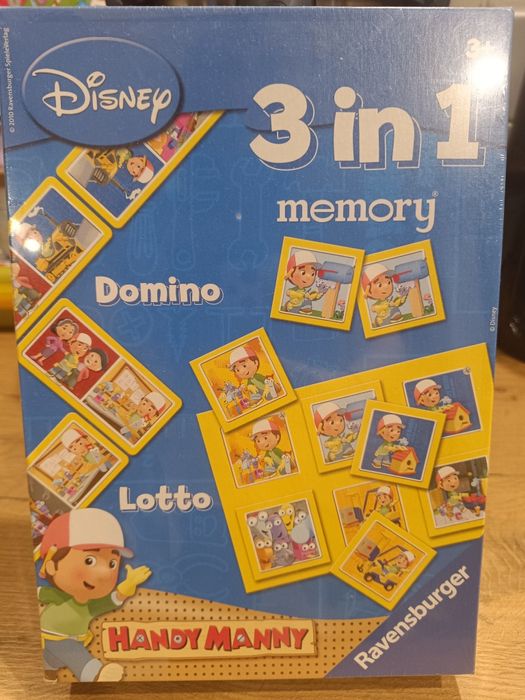 © 2010 Ravensburger Spieleverlag
Disney
3+
3 in 1
memory®
Domino
© Disney
Lotto
HANDY MANNY
Ravensburger